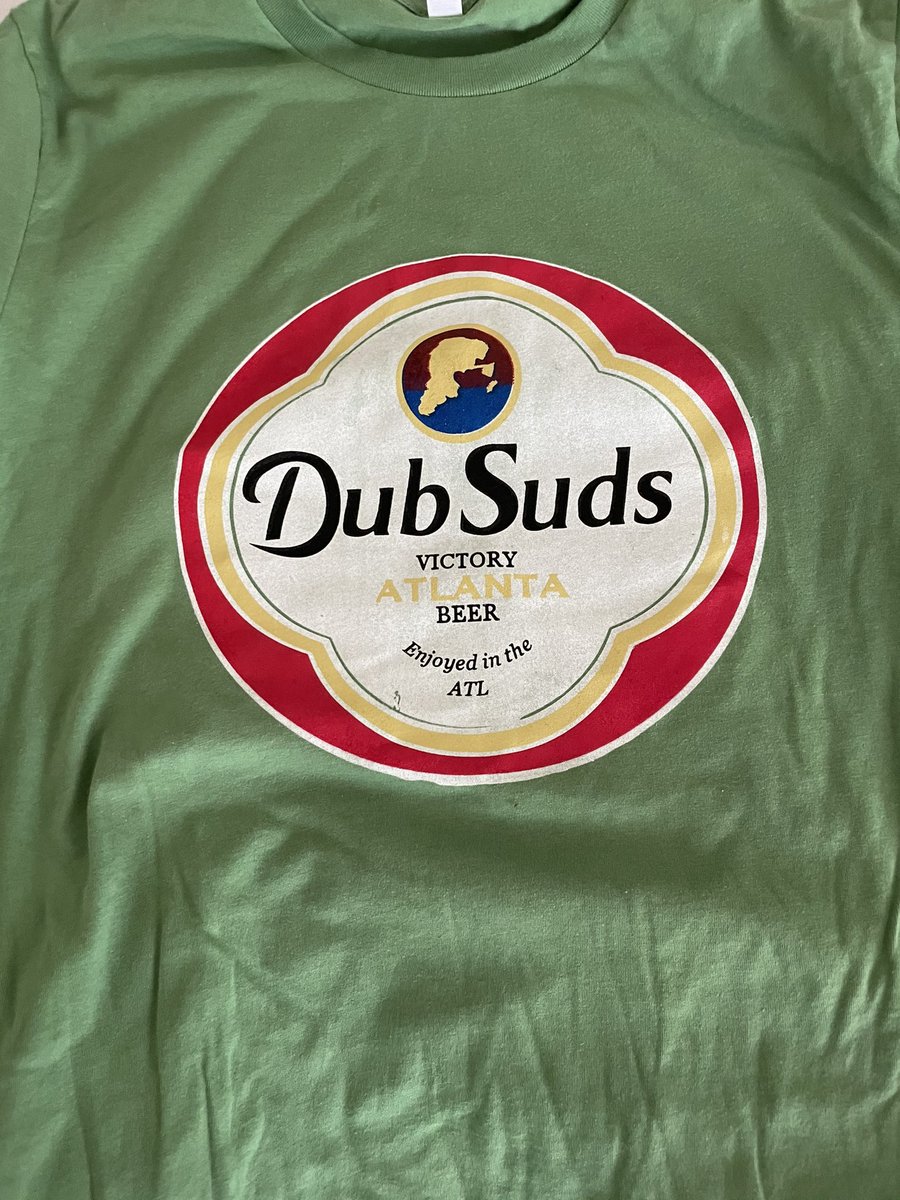 Dub Suds
VICTORY
ATLANTA
BEER
Enjoyed in the
ATL